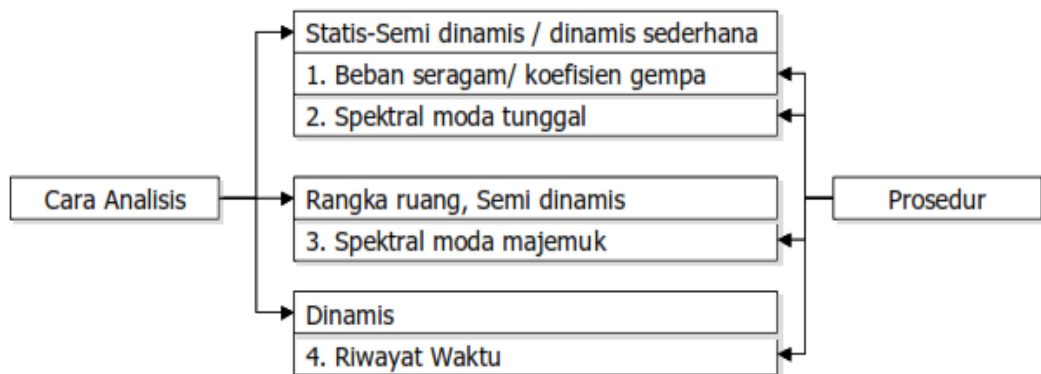 Statis-Semi dinamis / dinamis sederhana
1. Beban seragam/ koefisien gempa
2. Spektral moda tunggal
Cara Analisis
Rangka ruang, Semi dinamis
3. Spektral moda majemuk
Prosedur
Dinamis
4. Riwayat Waktu